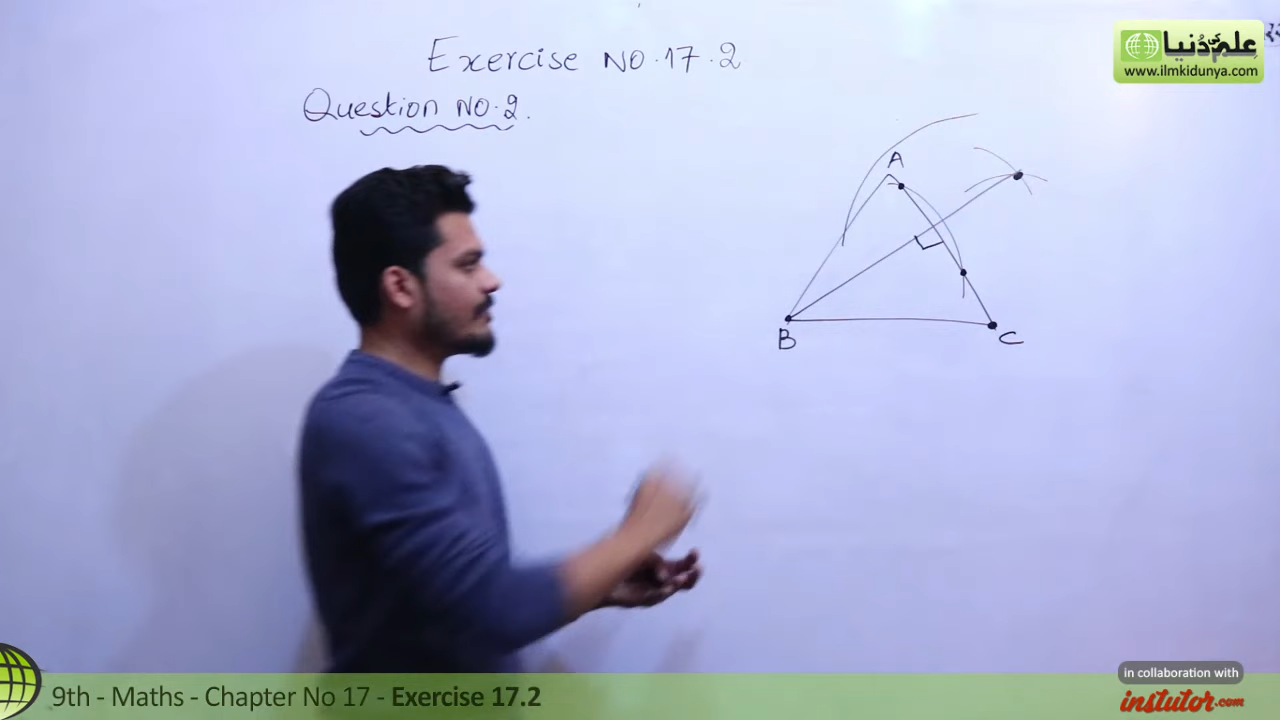 Exercise NO.17.2
Question NO.2.
علم کی دُنیا
www.ilmkidunya.com
A
B
C
in collaboration with
instutor.com
9th - Maths - Chapter No 17 - Exercise 17.2